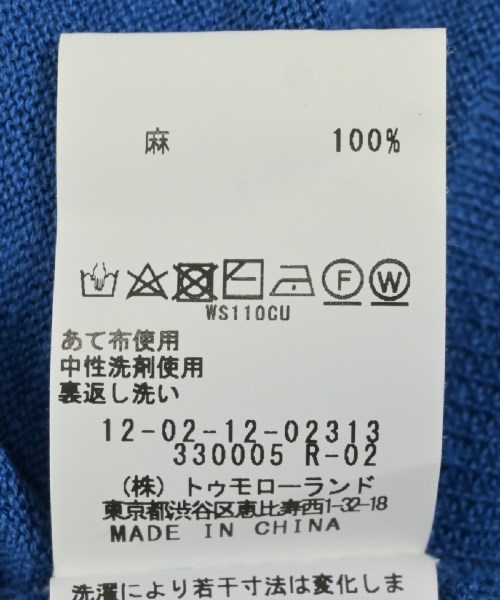 麻 100%
F W
WS110CU
あて布使用
中性洗剤使用
裏返し洗い
12-02-12-02313
330005 R-02
(株) トゥモローランド
東京都渋谷区恵比寿西1-32-18
MADE IN CHINA
洗濯により若干寸法は変化しま